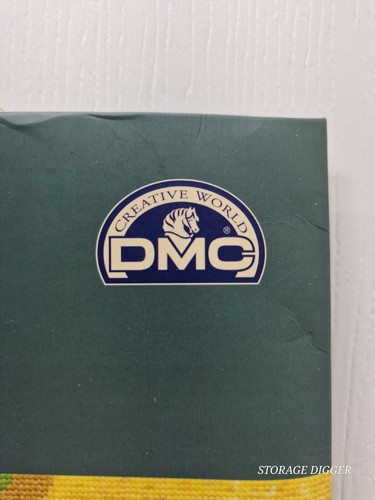 CREATIVE WORLD
DMC
®
STORAGE DIGGER